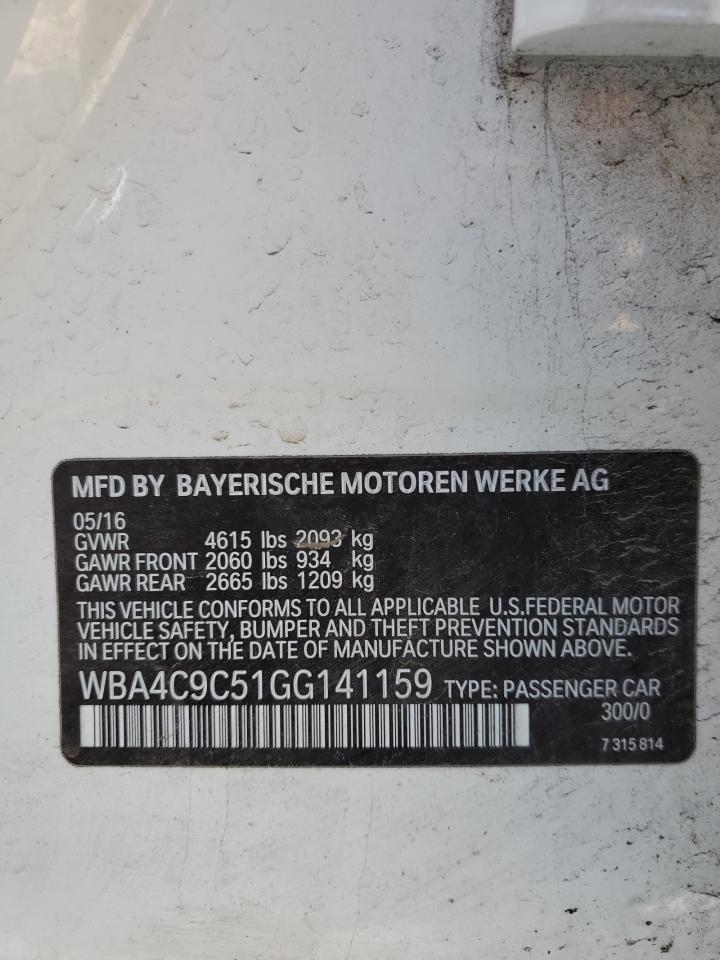 MFD BY BAYERISCHE MOTOREN WERKE AG
05/16
GVWR 4615 lbs 2093 kg
GAWR FRONT 2060 lbs 934 kg
GAWR REAR 2665 lbs 1209 kg
THIS VEHICLE CONFORMS TO ALL APPLICABLE U.S.FEDERAL MOTOR
VEHICLE SAFETY, BUMPER AND THEFT PREVENTION STANDARDS
IN EFFECT ON THE DATE OF MANUFACTURE SHOWN ABOVE.
WBA4C9C51GG141159 TYPE: PASSENGER CAR
300/0
7 315 814